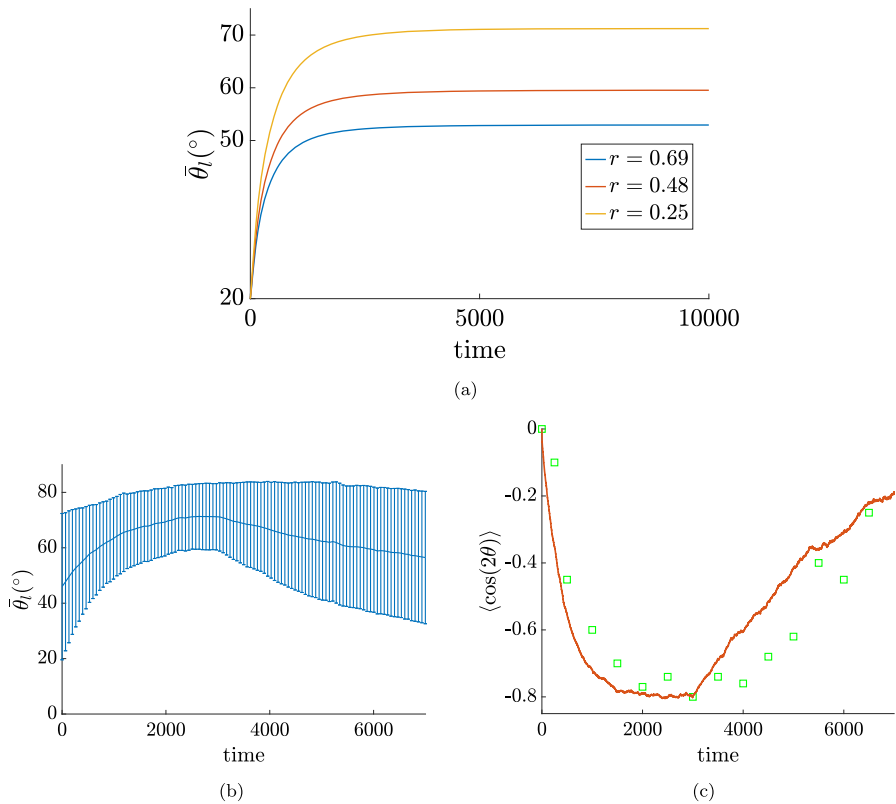 70
60
50
20
θ̄_l(°)
r = 0.69
r = 0.48
r = 0.25
0 5000 10000
time
(a)
80
60
40
20
0
θ̄_l(°)
0 2000 4000 6000
time
(b)
0
-0.2
-0.4
-0.6
-0.8
⟨cos(2θ)⟩
0 2000 4000 6000
time
(c)